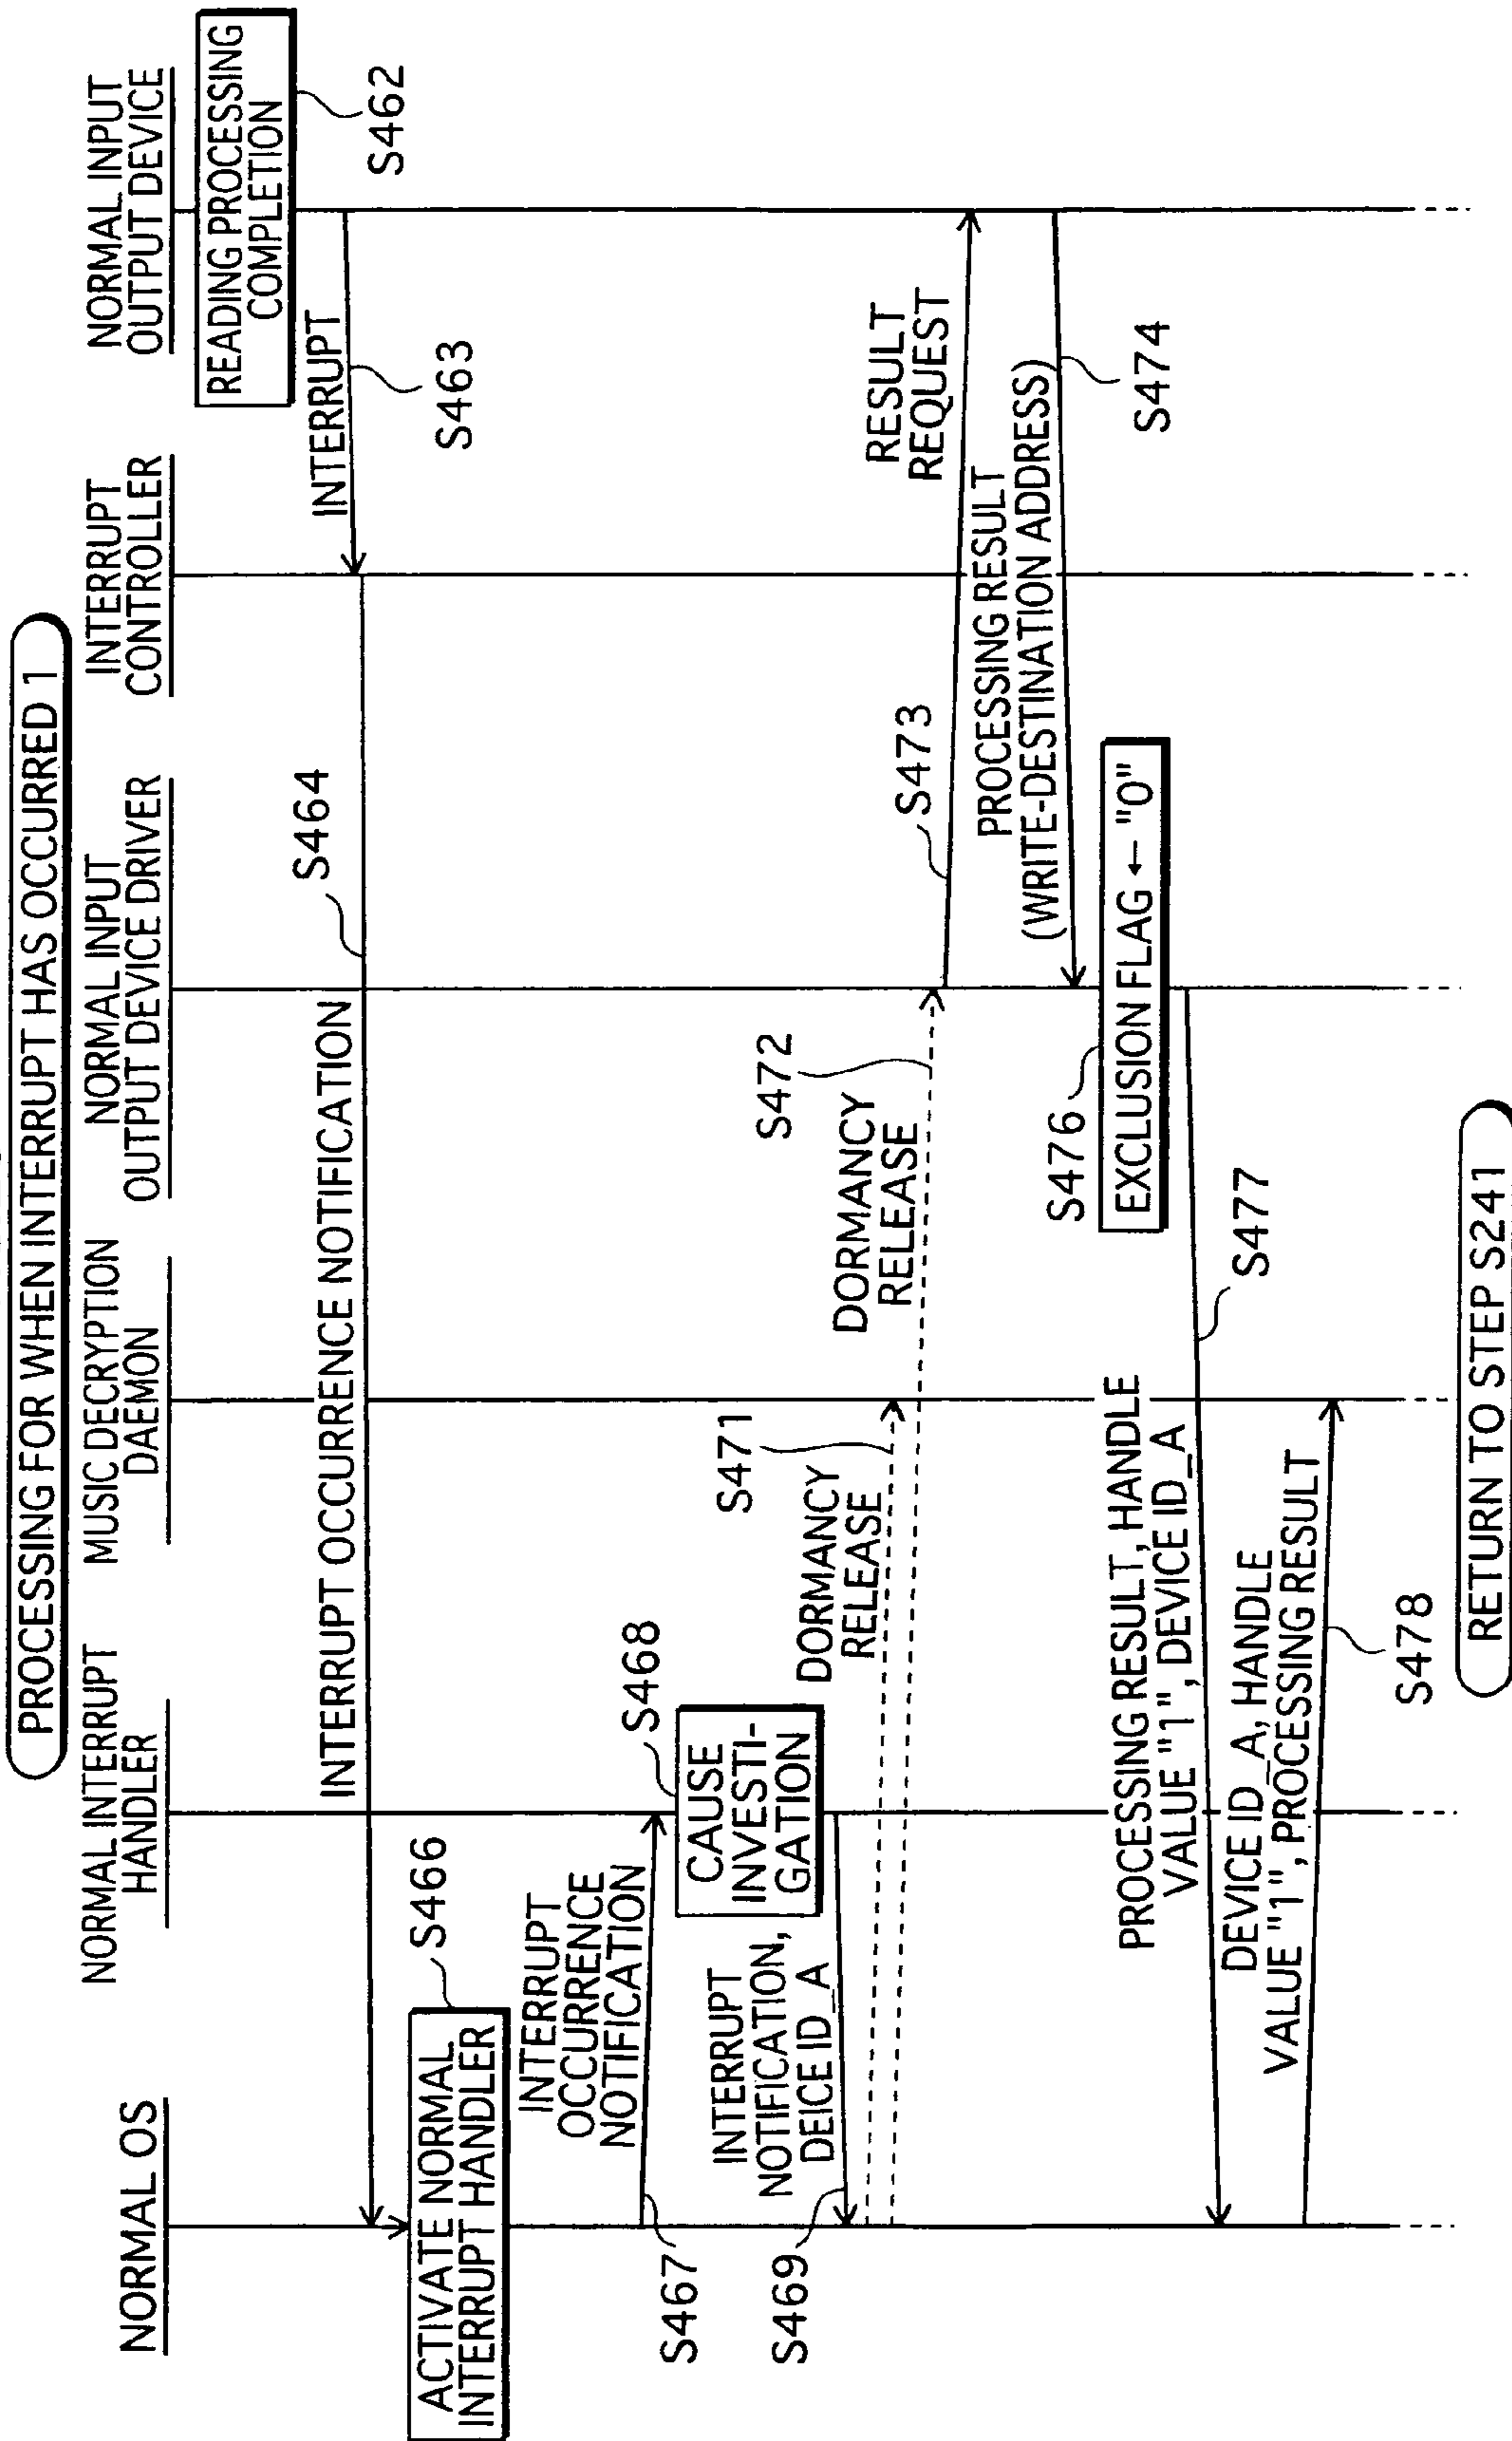 PROCESSING FOR WHEN INTERRUPT HAS OCCURRED 1
NORMAL OS
NORMAL INTERRUPT
HANDLER
MUSIC DECRYPTION
DAEMON
NORMAL INPUT
OUTPUT DEVICE DRIVER
INTERRUPT
CONTROLLER
NORMAL INPUT
OUTPUT DEVICE
READING PROCESSING
COMPLETION
S462
INTERRUPT
S463
INTERRUPT OCCURRENCE NOTIFICATION
S464
ACTIVATE NORMAL
INTERRUPT HANDLER
S466
INTERRUPT
OCCURRENCE
NOTIFICATION
S467
CAUSE
INVESTI-
GATION
S468
INTERRUPT
NOTIFICATION,
DEICE ID_A
S469
DORMANCY
RELEASE
S471
DORMANCY
RELEASE
S472
RESULT
REQUEST
S473
PROCESSING RESULT
(WRITE-DESTINATION ADDRESS)
S474
S476
EXCLUSION FLAG ← "0"
PROCESSING RESULT, HANDLE
VALUE "1", DEVICE ID_A
S477
DEVICE ID_A, HANDLE
VALUE "1", PROCESSING RESULT
S478
RETURN TO STEP S241